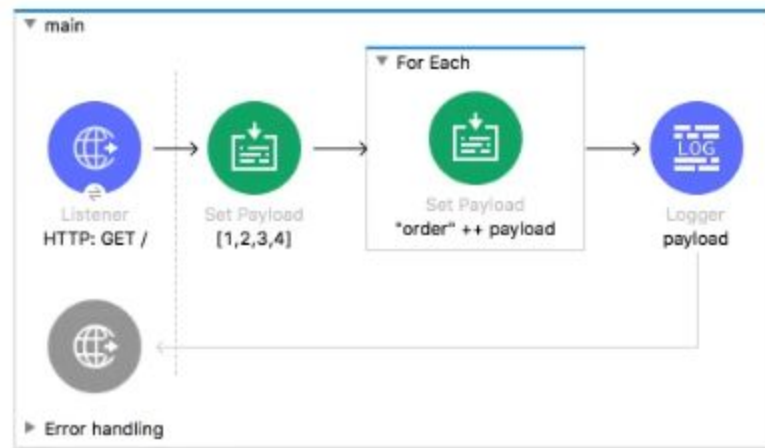 main
For Each
LOG
Listener
HTTP: GET /
Set Payload
[1,2,3,4]
Set Payload
"order" ++ payload
Logger
payload
Error handling